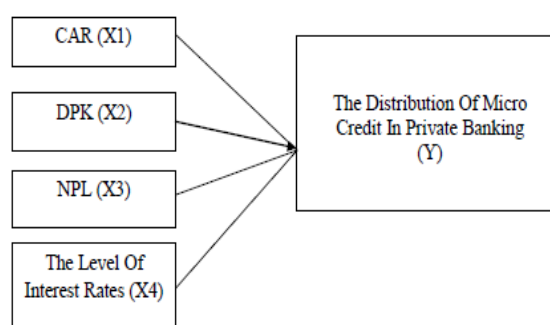 CAR (X1)
DPK (X2)
NPL (X3)
The Level Of
Interest Rates (X4)
The Distribution Of Micro
Credit In Private Banking
(Y)